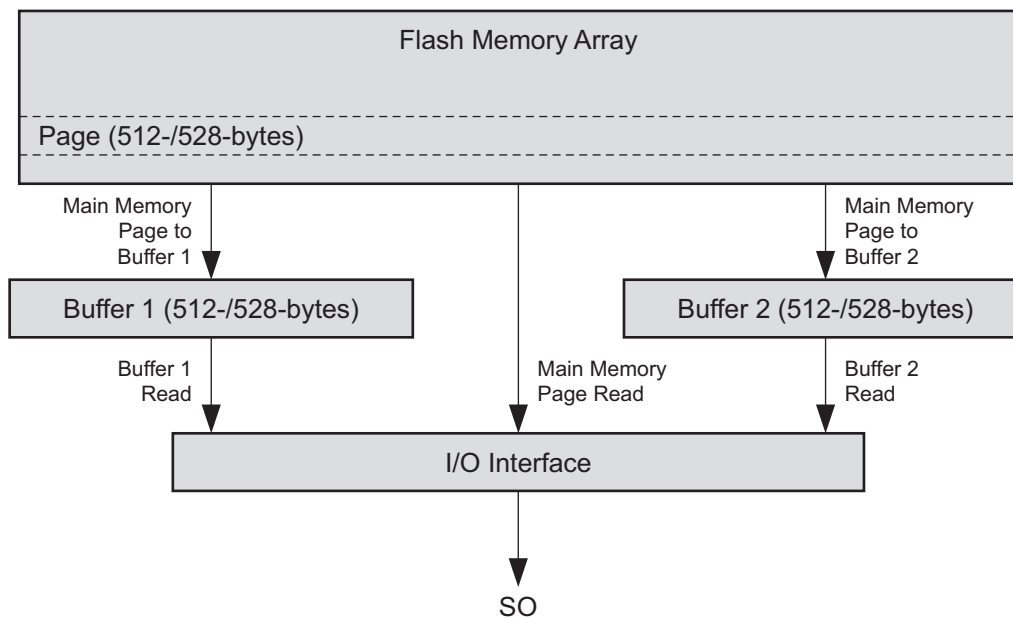 Flash Memory Array
Page (512-/528-bytes)
Main Memory
Page to
Buffer 1
Main Memory
Page to
Buffer 2
Buffer 1 (512-/528-bytes)
Buffer 2 (512-/528-bytes)
Buffer 1
Read
Main Memory
Page Read
Buffer 2
Read
I/O Interface
SO